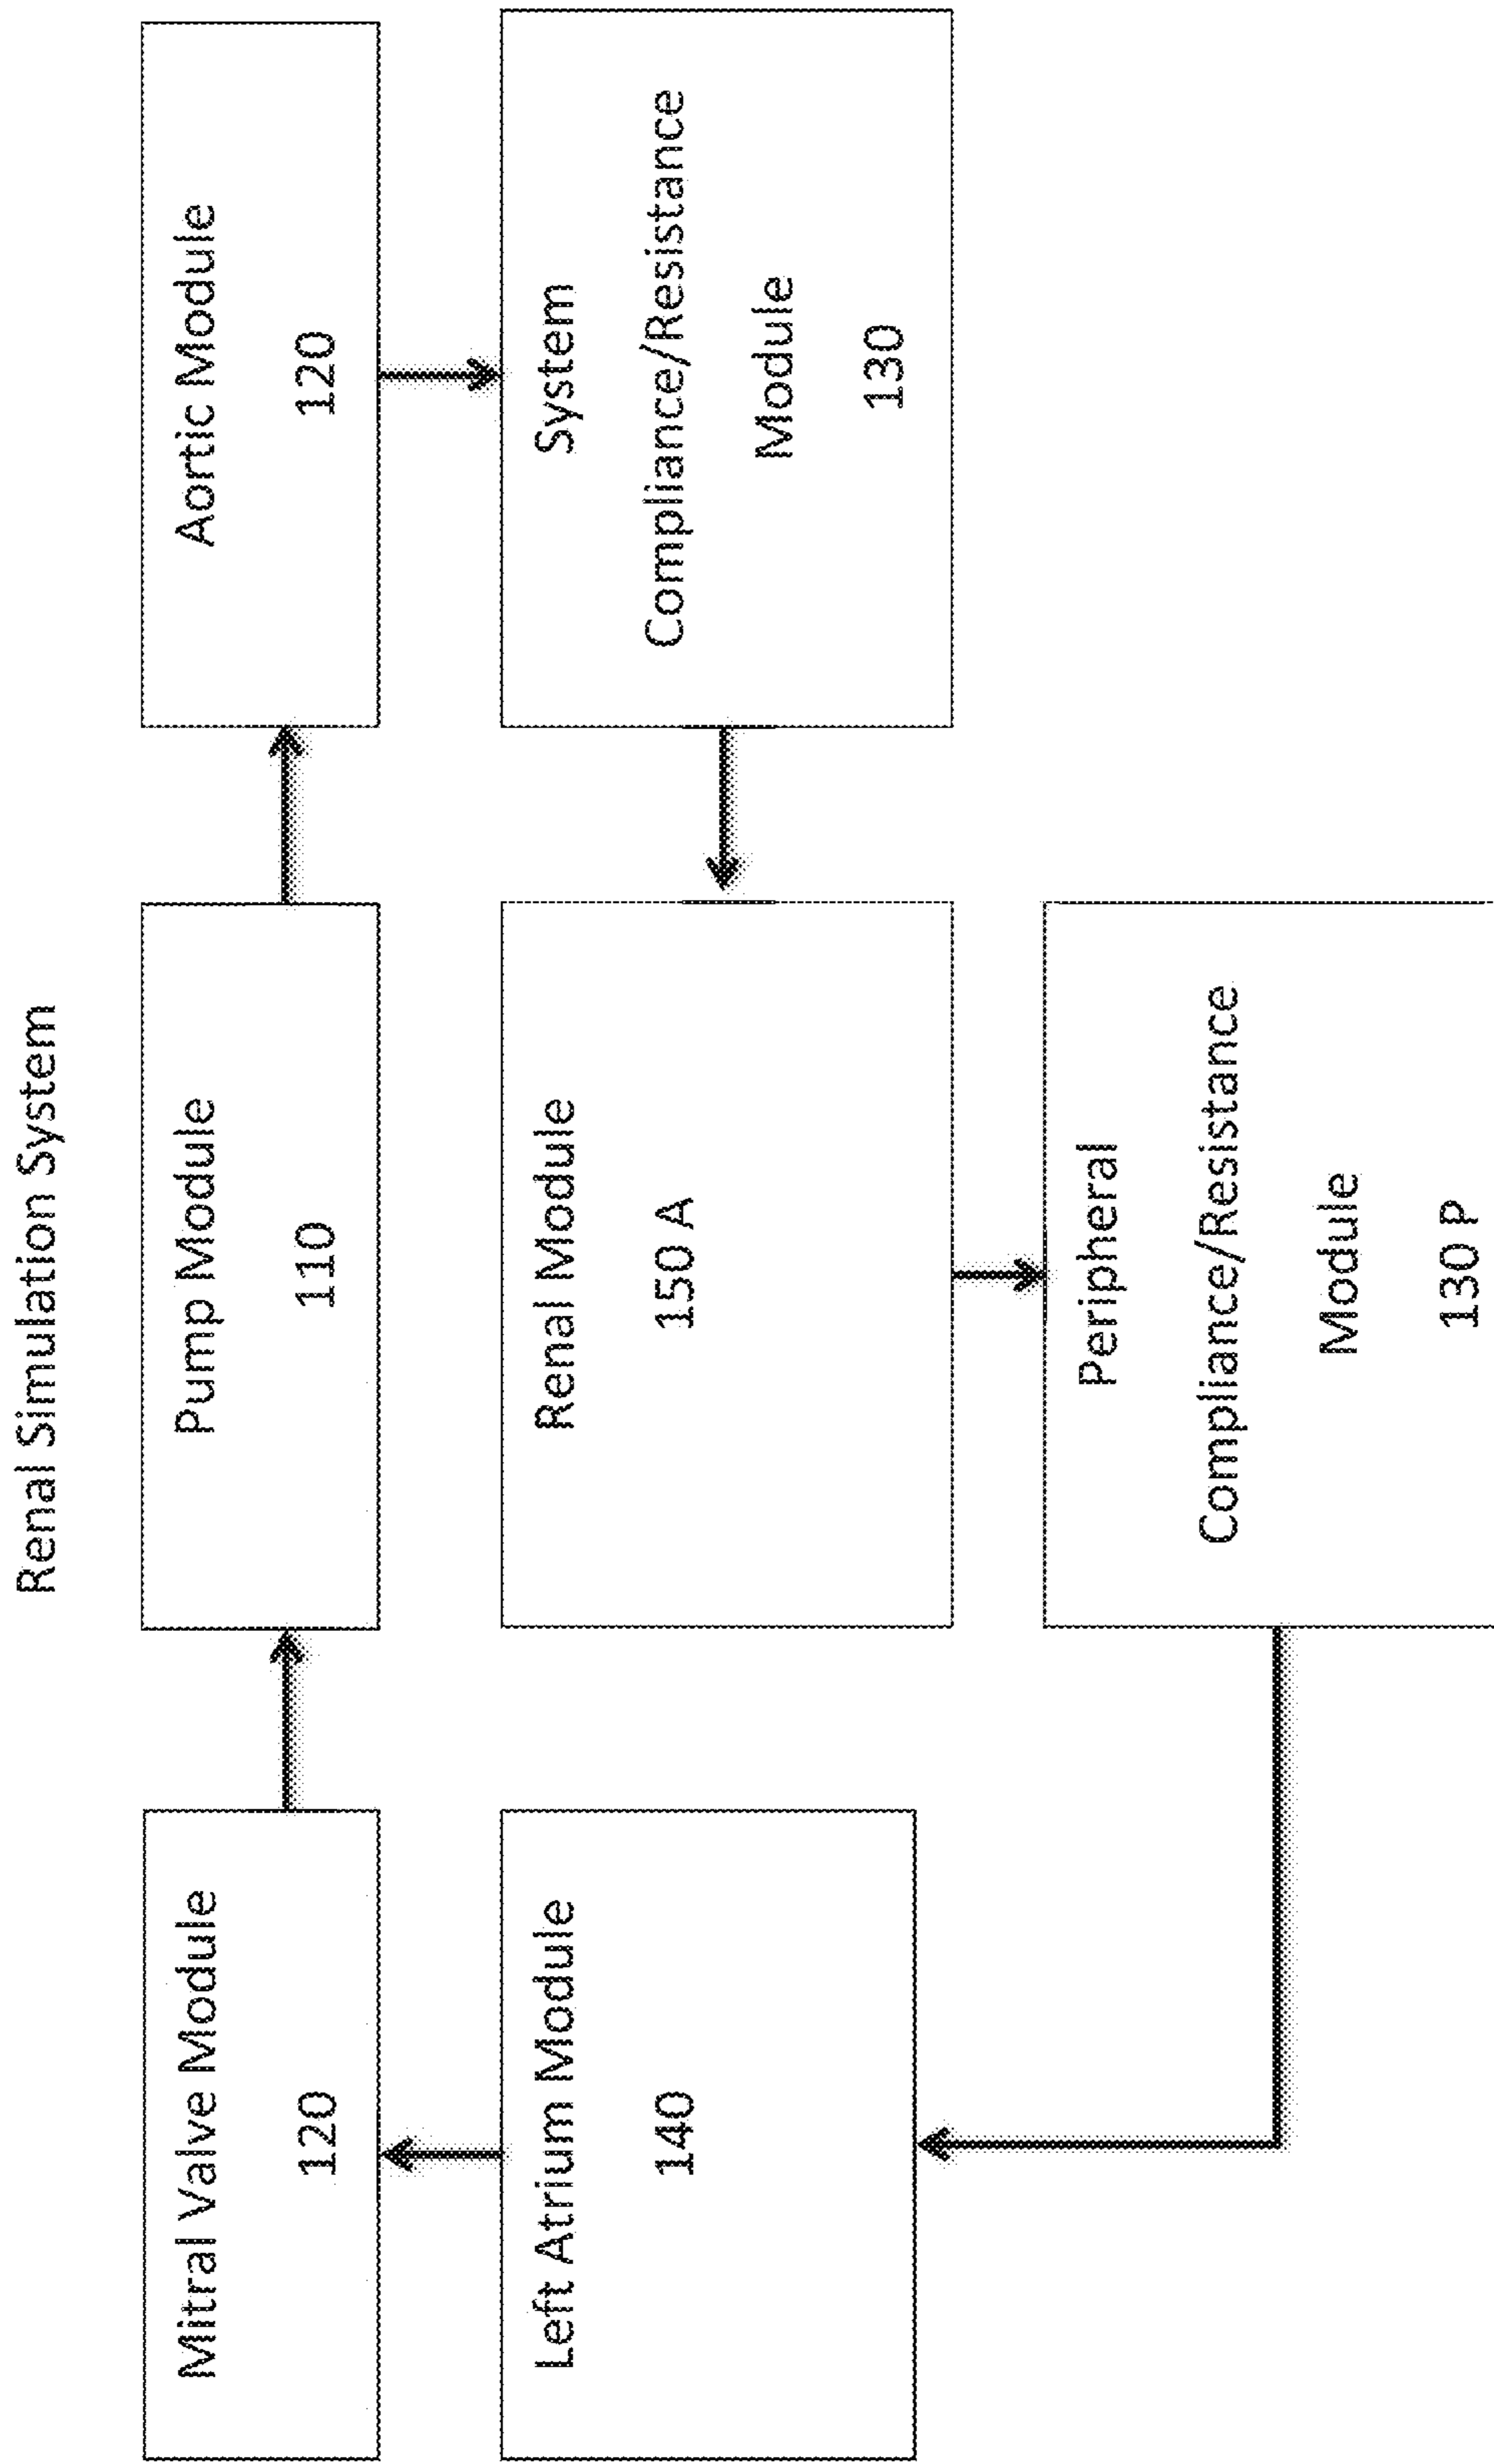 Renal Simulation System
Mitral Valve Module
120
Pump Module
110
Aortic Module
120
Left Atrium Module
140
Renal Module
150 A
System
Compliance/Resistance
Module
130
Peripheral
Compliance/Resistance
Module
130 P